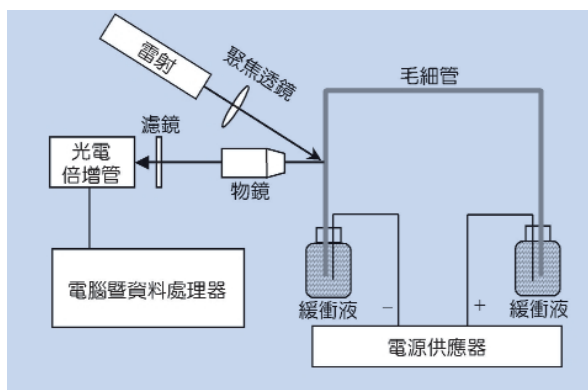 雷射
聚焦透鏡
毛細管
濾鏡
光電
倍增管
物鏡
電腦暨資料處理器
緩衝液
－
＋
緩衝液
電源供應器